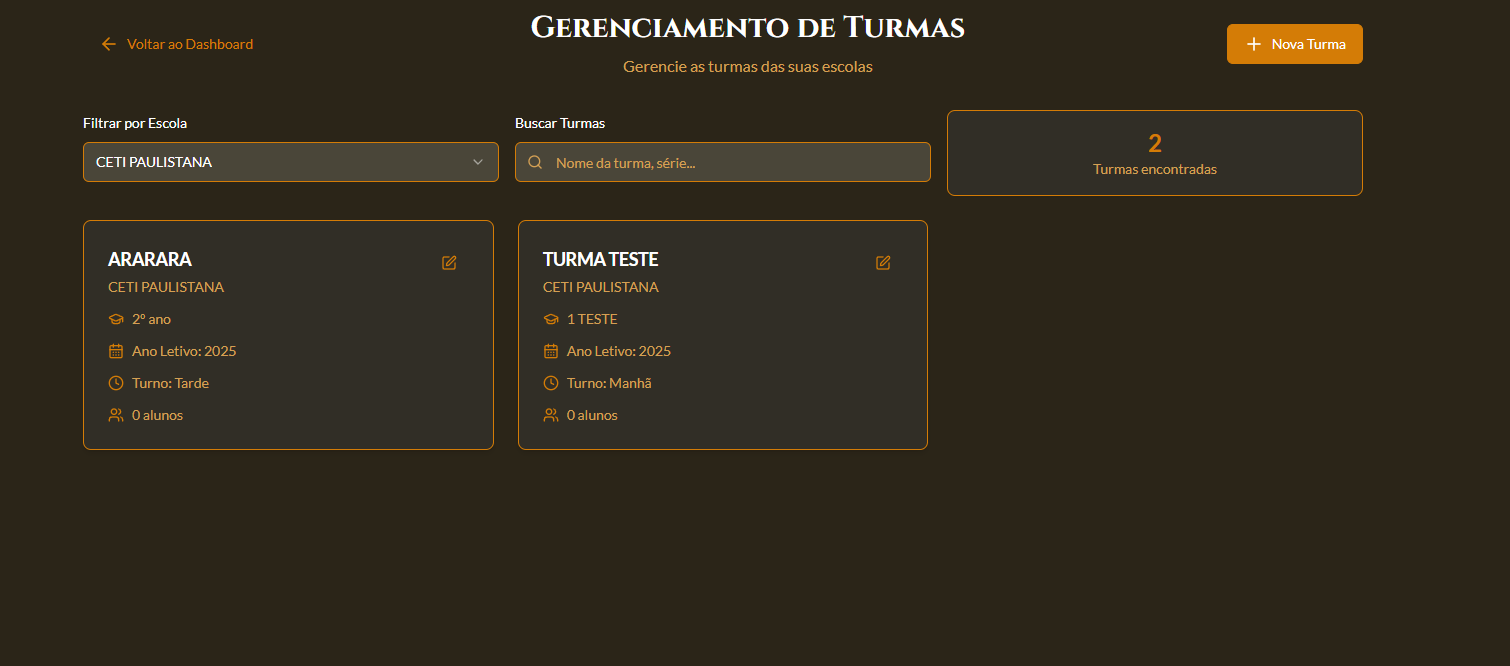 Voltar ao Dashboard
Gerenciamento de Turmas
Gerencie as turmas das suas escolas
Nova Turma
Filtrar por Escola
CETI PAULISTANA
Buscar Turmas
Nome da turma, série...
2
Turmas encontradas
ARARARA
CETI PAULISTANA
2º ano
Ano Letivo: 2025
Turno: Tarde
0 alunos
TURMA TESTE
CETI PAULISTANA
1 TESTE
Ano Letivo: 2025
Turno: Manhã
0 alunos